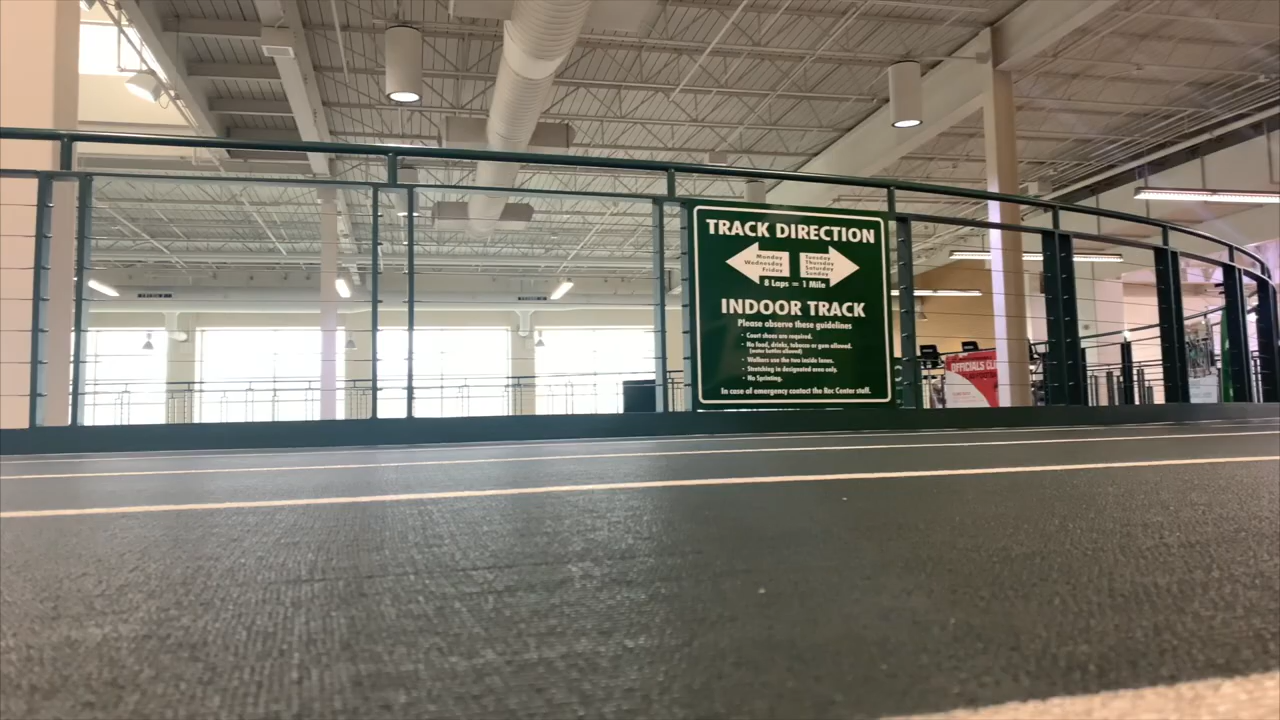 TRACK DIRECTION
Monday
Wednesday
Friday
Tuesday
Thursday
Saturday
Sunday
8 Laps = 1 Mile
INDOOR TRACK
Please observe these guidelines
• Court shoes are required.
• No food, drinks, tobacco or gum allowed.
(water bottles allowed)
• Walkers use the two inside lanes.
• Stretching in designated area only.
• No Sprinting.
In case of emergency contact the Rec Center staff.
OFFICIALS